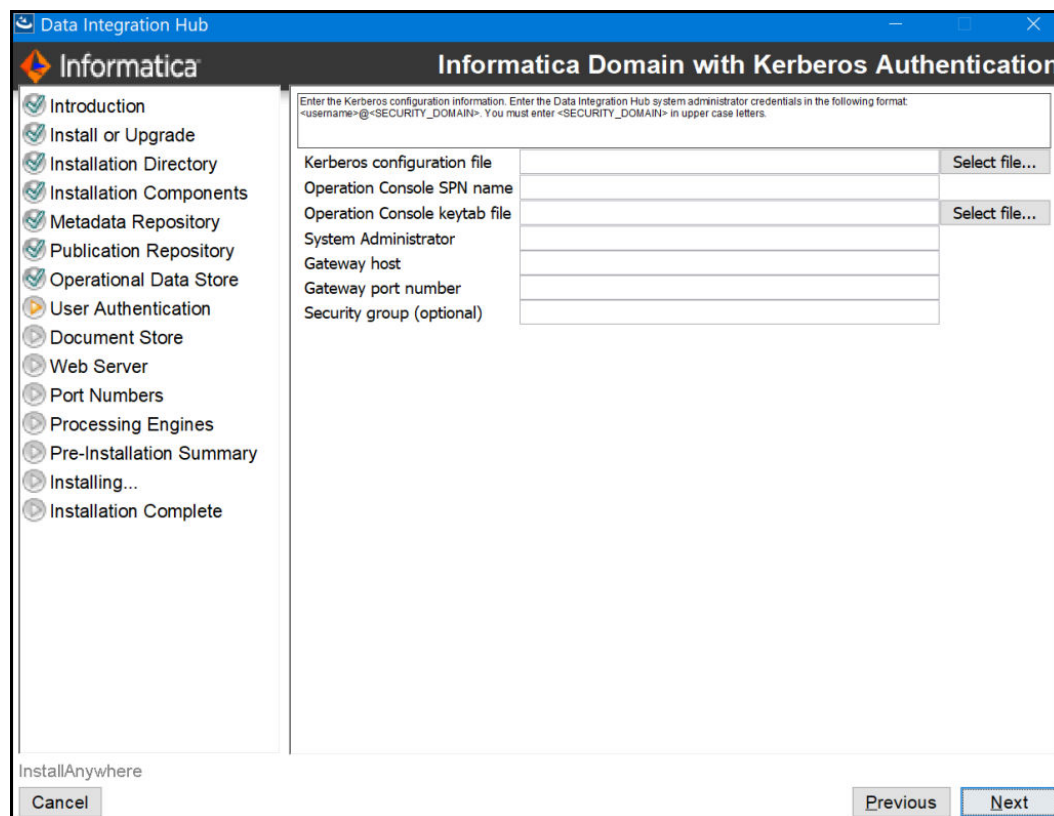 Data Integration Hub
Informatica
Informatica Domain with Kerberos Authentication
Introduction
Install or Upgrade
Installation Directory
Installation Components
Metadata Repository
Publication Repository
Operational Data Store
User Authentication
Document Store
Web Server
Port Numbers
Processing Engines
Pre-Installation Summary
Installing...
Installation Complete
Enter the Kerberos configuration information. Enter the Data Integration Hub system administrator credentials in the following format:
<username>@<SECURITY_DOMAIN>. You must enter <SECURITY_DOMAIN> in upper case letters.
Kerberos configuration file Select file...
Operation Console SPN name
Operation Console keytab file Select file...
System Administrator
Gateway host
Gateway port number
Security group (optional)
InstallAnywhere
Cancel Previous Next